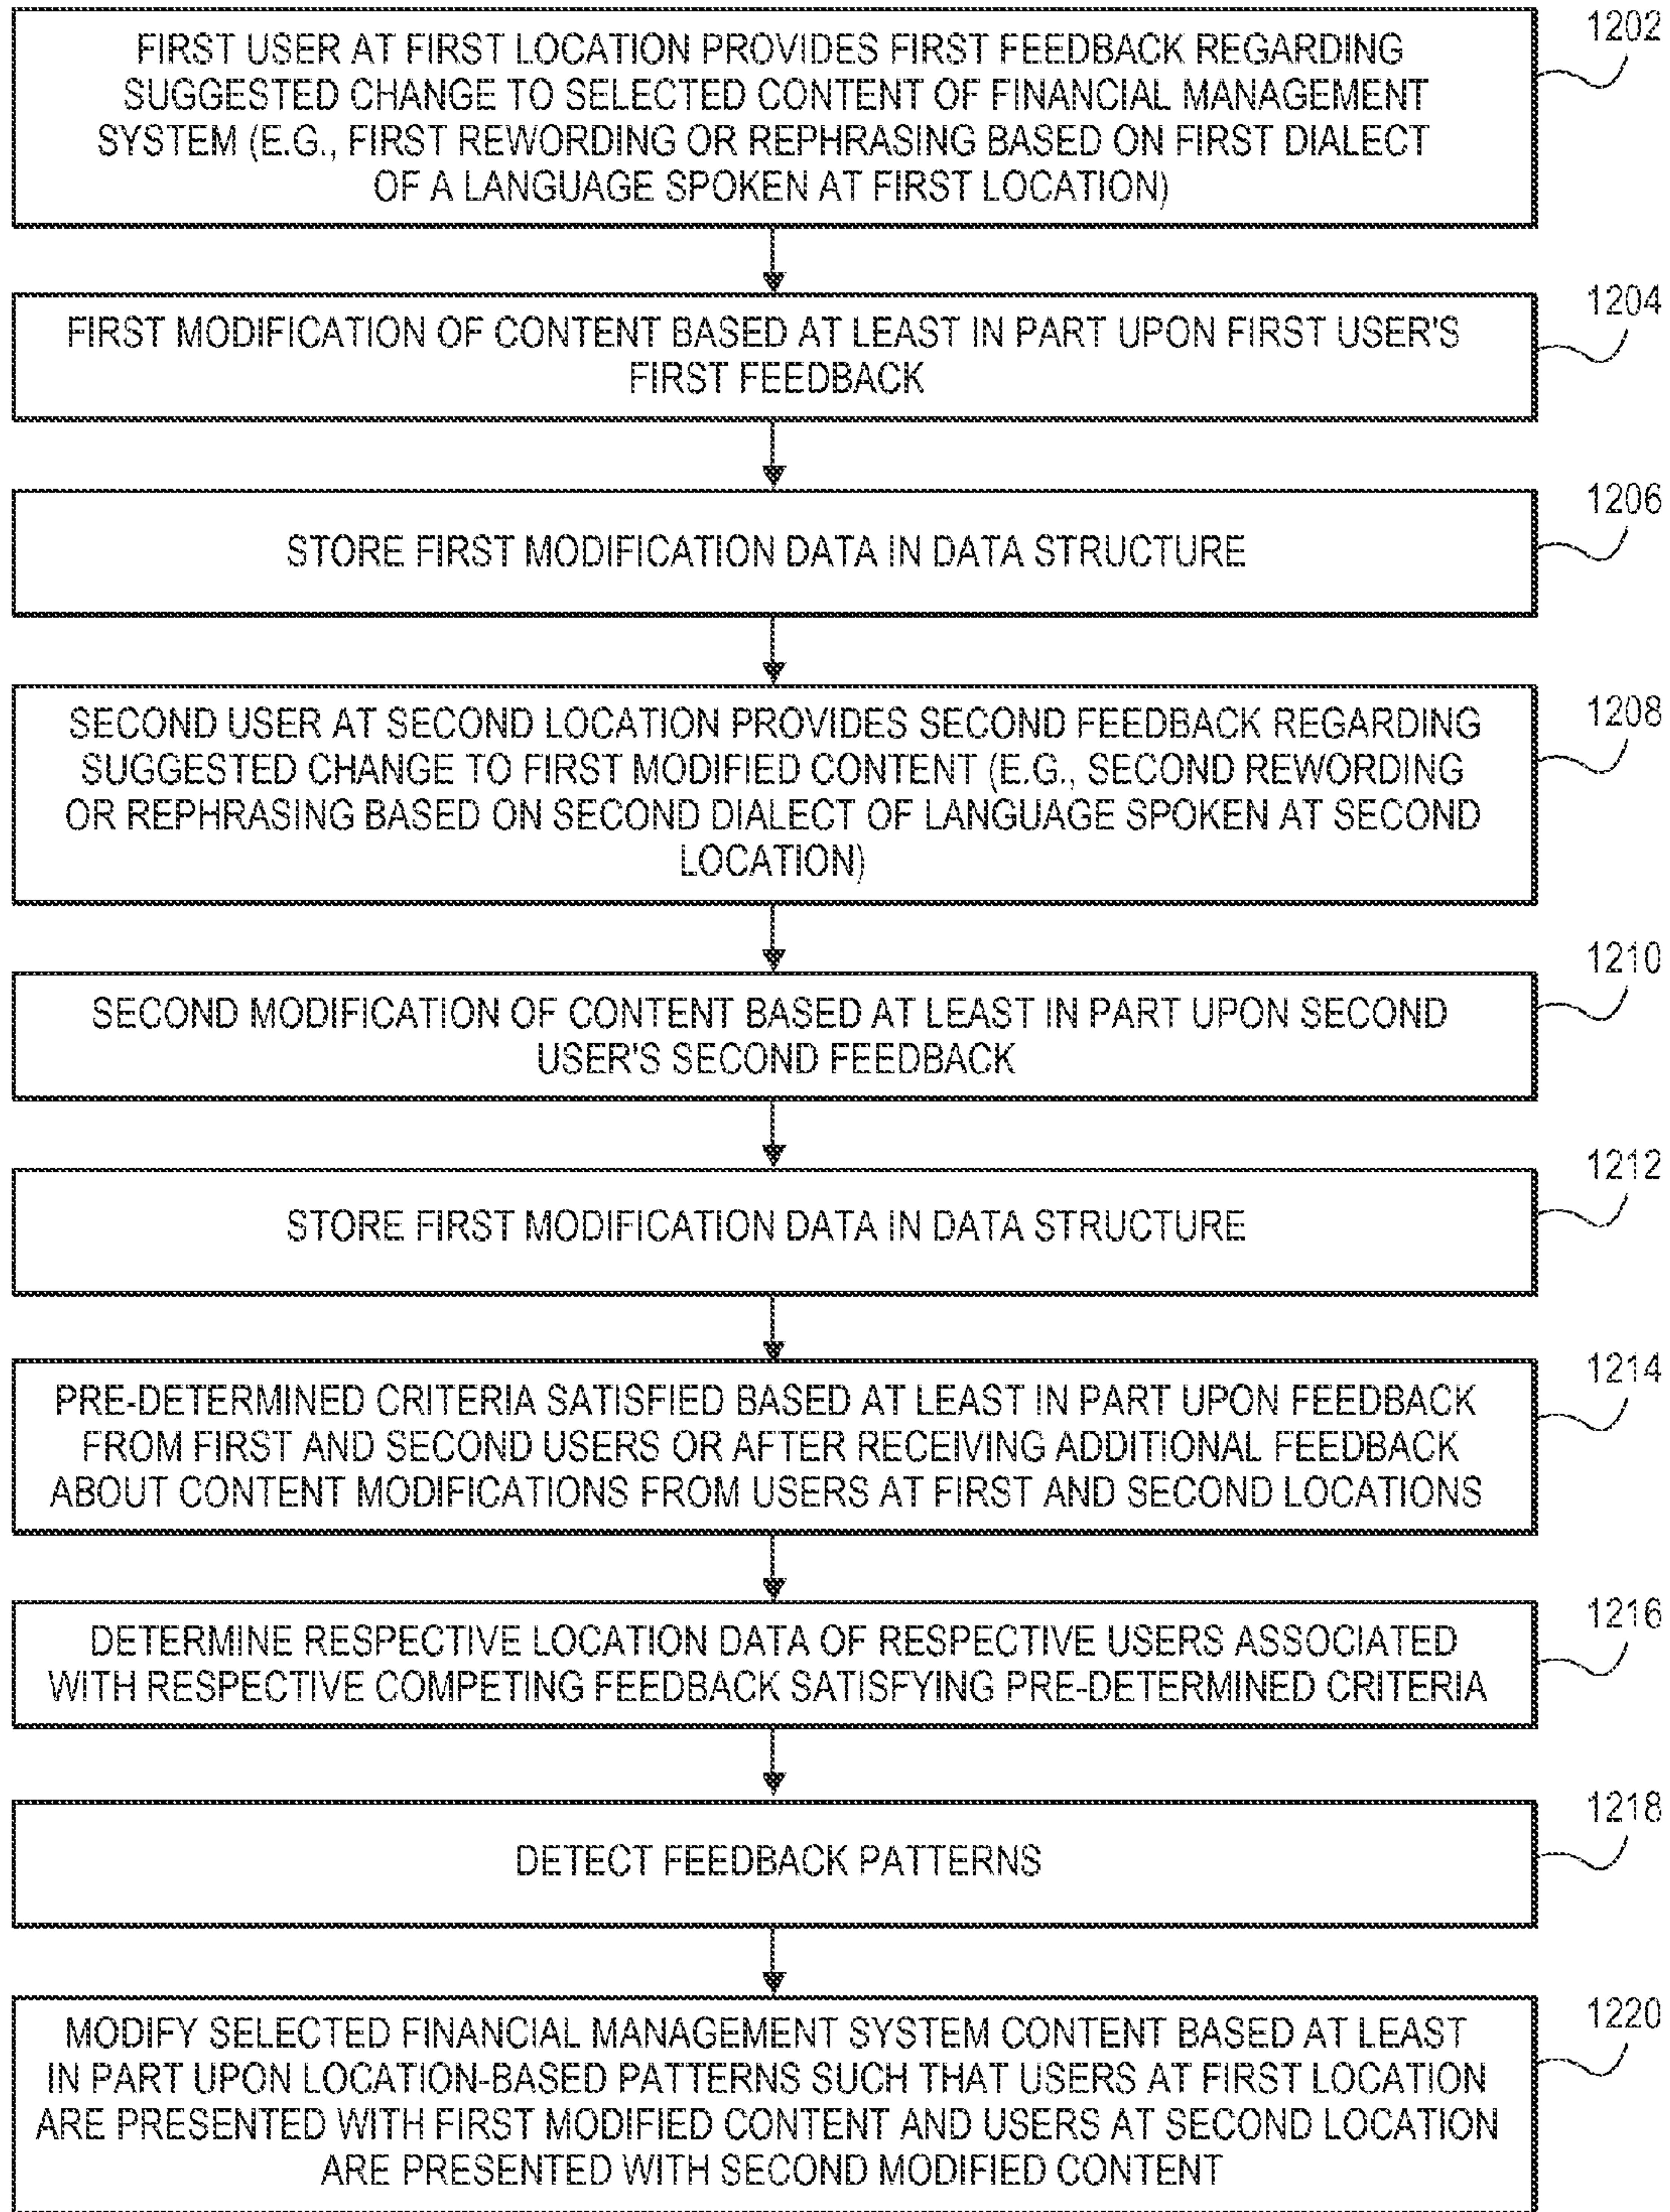 1202
FIRST USER AT FIRST LOCATION PROVIDES FIRST FEEDBACK REGARDING
SUGGESTED CHANGE TO SELECTED CONTENT OF FINANCIAL MANAGEMENT
SYSTEM (E.G., FIRST REWORDING OR REPHRASING BASED ON FIRST DIALECT
OF A LANGUAGE SPOKEN AT FIRST LOCATION)
1204
FIRST MODIFICATION OF CONTENT BASED AT LEAST IN PART UPON FIRST USER'S
FIRST FEEDBACK
1206
STORE FIRST MODIFICATION DATA IN DATA STRUCTURE
1208
SECOND USER AT SECOND LOCATION PROVIDES SECOND FEEDBACK REGARDING
SUGGESTED CHANGE TO FIRST MODIFIED CONTENT (E.G., SECOND REWORDING
OR REPHRASING BASED ON SECOND DIALECT OF LANGUAGE SPOKEN AT SECOND
LOCATION)
1210
SECOND MODIFICATION OF CONTENT BASED AT LEAST IN PART UPON SECOND
USER'S SECOND FEEDBACK
1212
STORE FIRST MODIFICATION DATA IN DATA STRUCTURE
1214
PRE-DETERMINED CRITERIA SATISFIED BASED AT LEAST IN PART UPON FEEDBACK
FROM FIRST AND SECOND USERS OR AFTER RECEIVING ADDITIONAL FEEDBACK
ABOUT CONTENT MODIFICATIONS FROM USERS AT FIRST AND SECOND LOCATIONS
1216
DETERMINE RESPECTIVE LOCATION DATA OF RESPECTIVE USERS ASSOCIATED
WITH RESPECTIVE COMPETING FEEDBACK SATISFYING PRE-DETERMINED CRITERIA
1218
DETECT FEEDBACK PATTERNS
1220
MODIFY SELECTED FINANCIAL MANAGEMENT SYSTEM CONTENT BASED AT LEAST
IN PART UPON LOCATION-BASED PATTERNS SUCH THAT USERS AT FIRST LOCATION
ARE PRESENTED WITH FIRST MODIFIED CONTENT AND USERS AT SECOND LOCATION
ARE PRESENTED WITH SECOND MODIFIED CONTENT